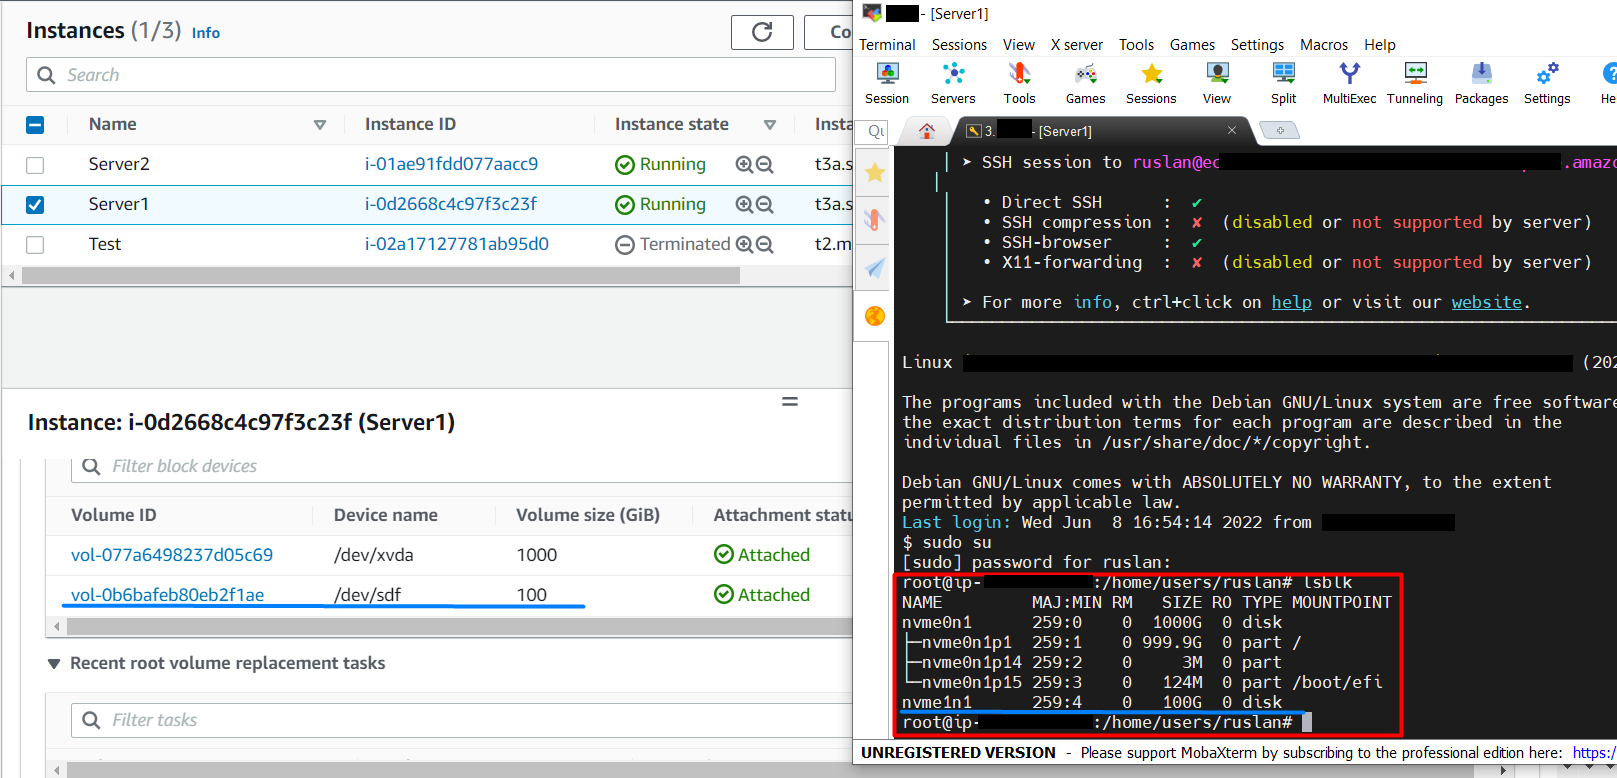 Instances (1/3) Info
Co
Search
Name Instance ID Instance state Insta
Server2 i-01ae91fdd077aacc9 Running t3a.s
Server1 i-0d2668c4c97f3c23f Running t3a.s
Test i-02a17127781ab95d0 Terminated t2.m
Instance: i-0d2668c4c97f3c23f (Server1)
Filter block devices
Volume ID Device name Volume size (GiB) Attachment statu
vol-077a6498237d05c69 /dev/xvda 1000 Attached
vol-0b6bafeb80eb2f1ae /dev/sdf 100 Attached
Recent root volume replacement tasks
Filter tasks
- [Server1]
Terminal Sessions View X server Tools Games Settings Macros Help
Session Servers Tools Games Sessions View Split MultiExec Tunneling Packages Settings He
Qu
3. - [Server1]
➤ SSH session to ruslan@ec .amazo
• Direct SSH : ✔
• SSH compression : ✘ (disabled or not supported by server)
• SSH-browser : ✔
• X11-forwarding : ✘ (disabled or not supported by server)
➤ For more info, ctrl+click on help or visit our website.
Linux (202
The programs included with the Debian GNU/Linux system are free software
the exact distribution terms for each program are described in the
individual files in /usr/share/doc/*/copyright.
Debian GNU/Linux comes with ABSOLUTELY NO WARRANTY, to the extent
permitted by applicable law.
Last login: Wed Jun 8 16:54:14 2022 from
$ sudo su
[sudo] password for ruslan:
root@ip- :/home/users/ruslan# lsblk
NAME MAJ:MIN RM SIZE RO TYPE MOUNTPOINT
nvme0n1 259:0 0 1000G 0 disk
├─nvme0n1p1 259:1 0 999.9G 0 part /
├─nvme0n1p14 259:2 0 3M 0 part
└─nvme0n1p15 259:3 0 124M 0 part /boot/efi
nvme1n1 259:4 0 100G 0 disk
root@ip- :/home/users/ruslan#
UNREGISTERED VERSION - Please support MobaXterm by subscribing to the professional edition here: https:/